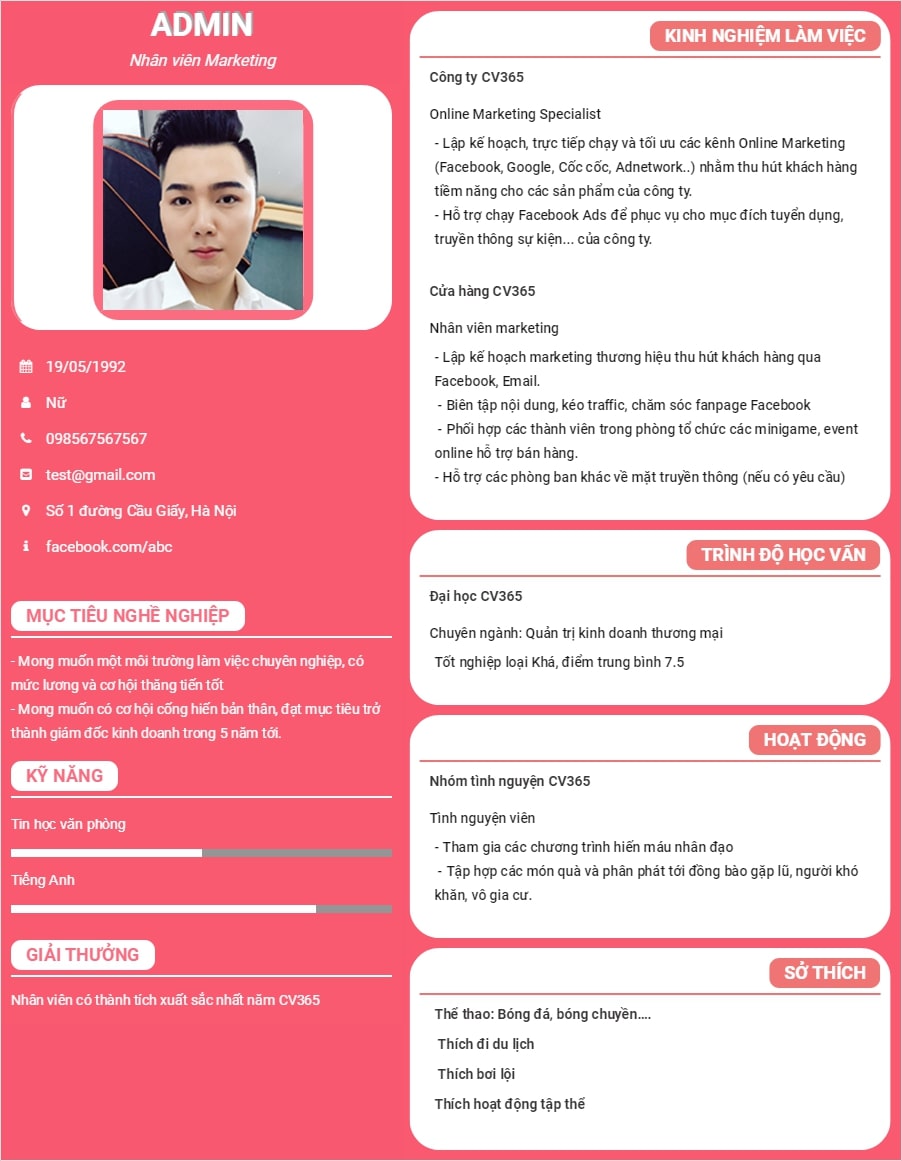 ADMIN
Nhân viên Marketing
19/05/1992
Nữ
098567567567
test@gmail.com
Số 1 đường Cầu Giấy, Hà Nội
facebook.com/abc
MỤC TIÊU NGHỀ NGHIỆP
- Mong muốn một môi trường làm việc chuyên nghiệp, có
mức lương và cơ hội thăng tiến tốt
- Mong muốn có cơ hội cống hiến bản thân, đạt mục tiêu trở
thành giám đốc kinh doanh trong 5 năm tới.
KỸ NĂNG
Tin học văn phòng
Tiếng Anh
GIẢI THƯỞNG
Nhân viên có thành tích xuất sắc nhất năm CV365
KINH NGHIỆM LÀM VIỆC
Công ty CV365
Online Marketing Specialist
- Lập kế hoạch, trực tiếp chạy và tối ưu các kênh Online Marketing
(Facebook, Google, Cốc cốc, Adnetwork..) nhằm thu hút khách hàng
tiềm năng cho các sản phẩm của công ty.
- Hỗ trợ chạy Facebook Ads để phục vụ cho mục đích tuyển dụng,
truyền thông sự kiện... của công ty.
Cửa hàng CV365
Nhân viên marketing
- Lập kế hoạch marketing thương hiệu thu hút khách hàng qua
Facebook, Email.
- Biên tập nội dung, kéo traffic, chăm sóc fanpage Facebook
- Phối hợp các thành viên trong phòng tổ chức các minigame, event
online hỗ trợ bán hàng.
- Hỗ trợ các phòng ban khác về mặt truyền thông (nếu có yêu cầu)
TRÌNH ĐỘ HỌC VẤN
Đại học CV365
Chuyên ngành: Quản trị kinh doanh thương mại
Tốt nghiệp loại Khá, điểm trung bình 7.5
HOẠT ĐỘNG
Nhóm tình nguyện CV365
Tình nguyện viên
- Tham gia các chương trình hiến máu nhân đạo
- Tập hợp các món quà và phân phát tới đồng bào gặp lũ, người khó
khăn, vô gia cư.
SỞ THÍCH
Thể thao: Bóng đá, bóng chuyền....
Thích đi du lịch
Thích bơi lội
Thích hoạt động tập thể